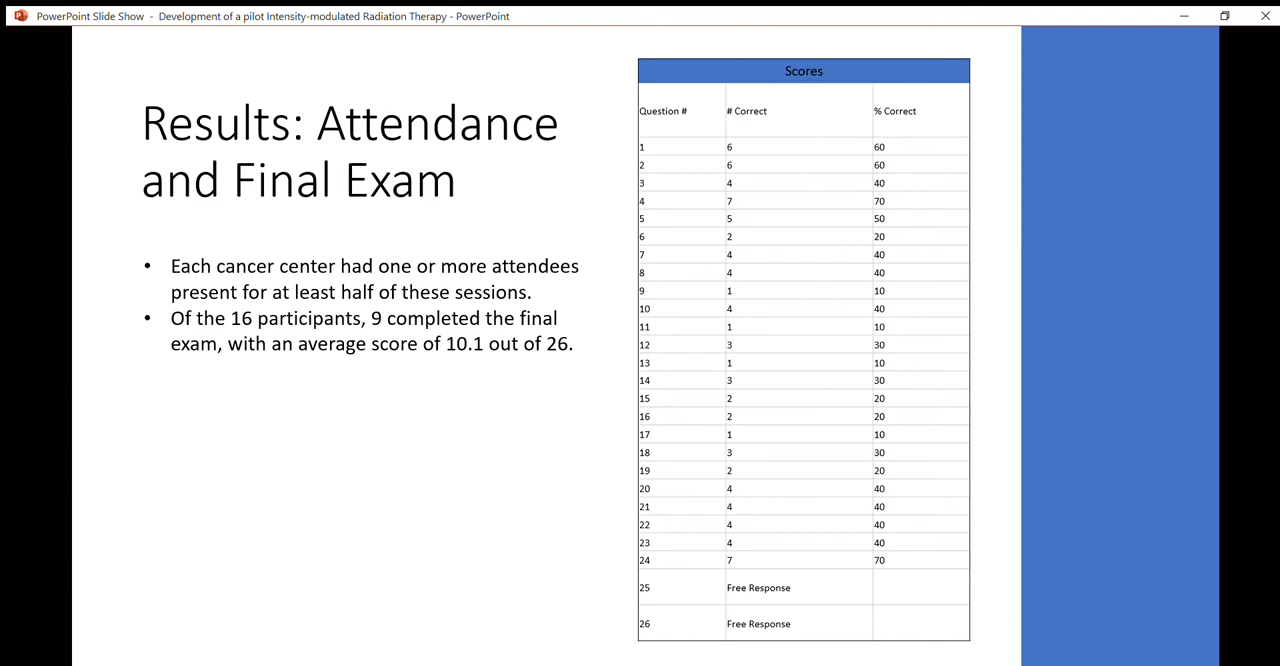 PowerPoint Slide Show - Development of a pilot Intensity-modulated Radiation Therapy - PowerPoint
Results: Attendance
and Final Exam
• Each cancer center had one or more attendees
present for at least half of these sessions.
• Of the 16 participants, 9 completed the final
exam, with an average score of 10.1 out of 26.
Scores
Question # # Correct % Correct
1 6 60
2 6 60
3 4 40
4 7 70
5 5 50
6 2 20
7 4 40
8 4 40
9 1 10
10 4 40
11 1 10
12 3 30
13 1 10
14 3 30
15 2 20
16 2 20
17 1 10
18 3 30
19 2 20
20 4 40
21 4 40
22 4 40
23 4 40
24 7 70
25 Free Response
26 Free Response